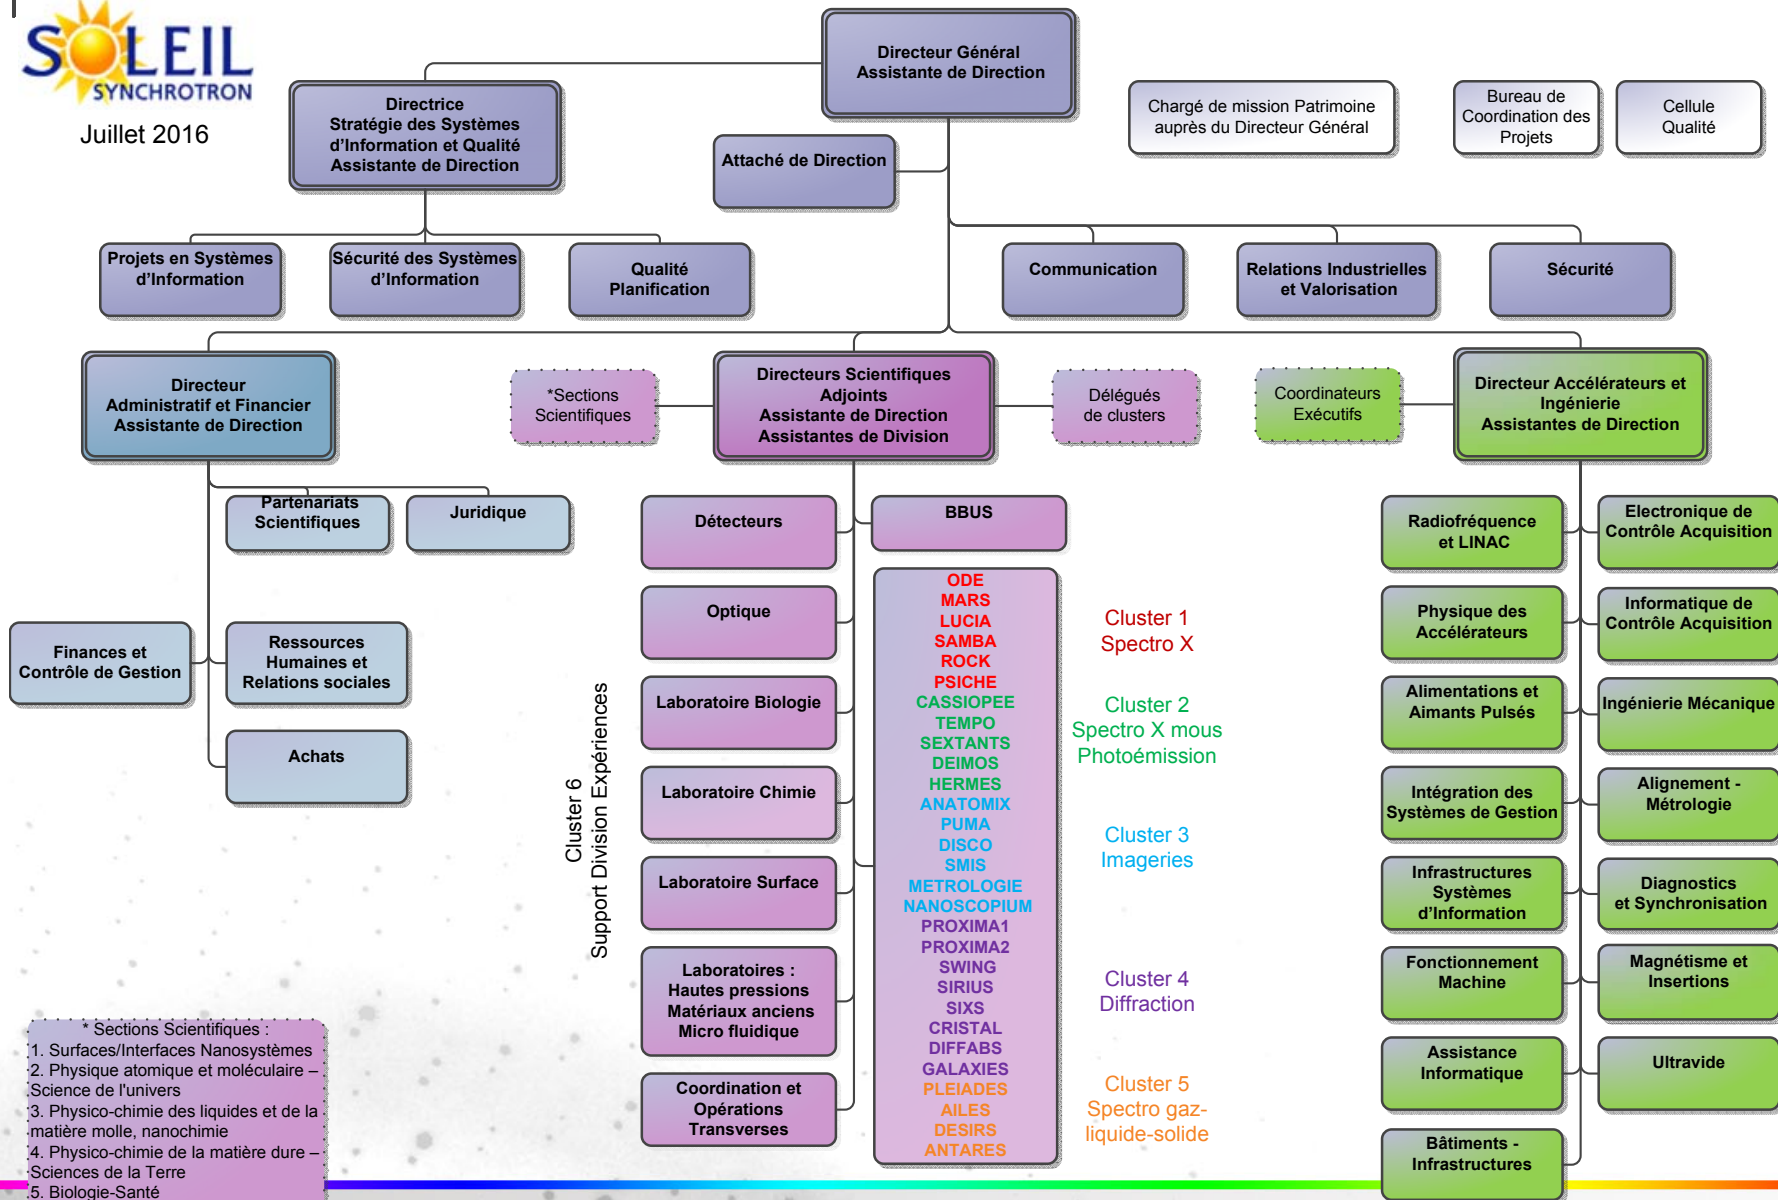 SOLEIL
SYNCHROTRON
Juillet 2016
Directeur Général
Assistante de Direction
Directrice
Stratégie des Systèmes
d'Information et Qualité
Assistante de Direction
Attaché de Direction
Chargé de mission Patrimoine
auprès du Directeur Général
Bureau de
Coordination des
Projets
Cellule
Qualité
Projets en Systèmes
d'Information
Sécurité des Systèmes
d'Information
Qualité
Planification
Communication
Relations Industrielles
et Valorisation
Sécurité
Directeur
Administratif et Financier
Assistante de Direction
*Sections
Scientifiques
Directeurs Scientifiques
Adjoints
Assistante de Direction
Assistantes de Division
Délégués
de clusters
Coordinateurs
Exécutifs
Directeur Accélérateurs et
Ingénierie
Assistantes de Direction
Partenariats
Scientifiques
Juridique
Finances et
Contrôle de Gestion
Ressources
Humaines et
Relations sociales
Achats
Cluster 6
Support Division Expériences
Détecteurs
Optique
Laboratoire Biologie
Laboratoire Chimie
Laboratoire Surface
Laboratoires :
Hautes pressions
Matériaux anciens
Micro fluidique
Coordination et
Opérations
Transverses
BBUS
ODE
MARS
LUCIA
SAMBA
ROCK
PSICHE
CASSIOPEE
TEMPO
SEXTANTS
DEIMOS
HERMES
ANATOMIX
PUMA
DISCO
SMIS
METROLOGIE
NANOSCOPIUM
PROXIMA1
PROXIMA2
SWING
SIRIUS
SIXS
CRISTAL
DIFFABS
GALAXIES
PLEIADES
AILES
DESIRS
ANTARES
Cluster 1
Spectro X
Cluster 2
Spectro X mous
Photoémission
Cluster 3
Imageries
Cluster 4
Diffraction
Cluster 5
Spectro gaz-
liquide-solide
Radiofréquence
et LINAC
Electronique de
Contrôle Acquisition
Physique des
Accélérateurs
Informatique de
Contrôle Acquisition
Alimentations et
Aimants Pulsés
Ingénierie Mécanique
Intégration des
Systèmes de Gestion
Alignement -
Métrologie
Infrastructures
Systèmes
d'Information
Diagnostics
et Synchronisation
Fonctionnement
Machine
Magnétisme et
Insertions
Assistance
Informatique
Ultravide
Bâtiments -
Infrastructures
* Sections Scientifiques :
1. Surfaces/Interfaces Nanosystèmes
2. Physique atomique et moléculaire –
Science de l'univers
3. Physico-chimie des liquides et de la
matière molle, nanochimie
4. Physico-chimie de la matière dure –
Sciences de la Terre
5. Biologie-Santé